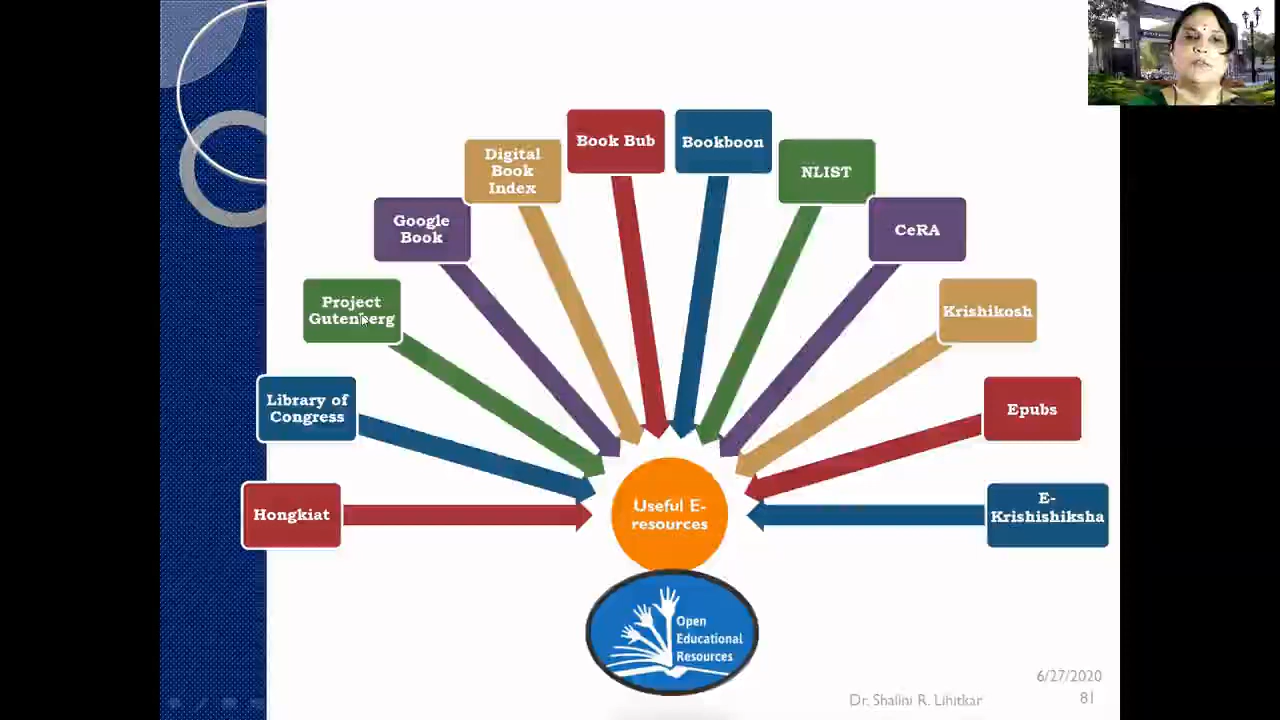 Book Bub
Bookboon
Digital
Book
Index
NLIST
Google
Book
CeRA
Project
Gutenberg
Krishikosh
Library of
Congress
Epubs
Hongkiat
Useful E-
resources
E-
Krishishiksha
Open
Educational
Resources
6/27/2020
Dr. Shalini R. Lihitkar
81